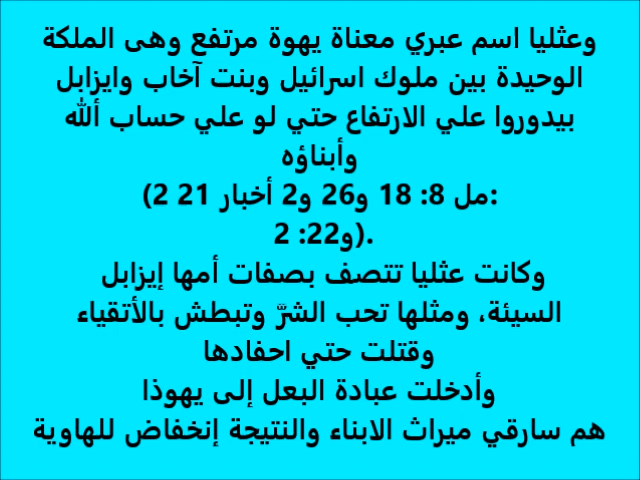 وعثليا اسم عبري معناة يهوة مرتفع وهى الملكة
الوحيدة بين ملوك اسرائيل وبنت آخاب وايزابل
بيدوروا علي الارتفاع حتي لو علي حساب ألله
وأبناؤه
(2 مل 8: 18 و26 و2 أخبار 21:
2 :22و).
وكانت عثليا تتصف بصفات أمها إيزابل
السيئة، ومثلها تحب الشرَّ وتبطش بالأتقياء
وقتلت حتي احفادها
وأدخلت عبادة البعل إلى يهوذا
هم سارقي ميراث الابناء والنتيجة إنخفاض للهاوية